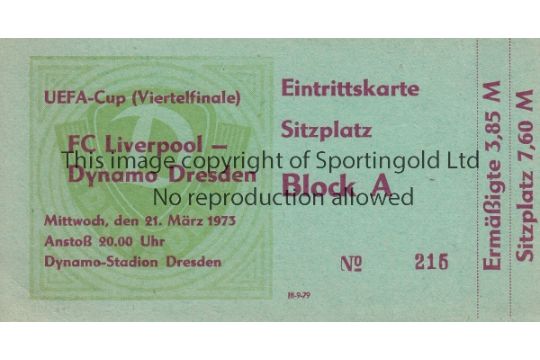 UEFA-Cup (Viertelfinale)
FC Liverpool –
Dynamo Dresden
Mittwoch, den 21. März 1973
Anstoß 20.00 Uhr
Dynamo-Stadion Dresden
Eintrittskarte
Sitzplatz
Block A
No 215
Ermäßigte 3,85 M
Sitzplatz 7,60 M
This image copyright of Sportingold Ltd
No reproduction allowed